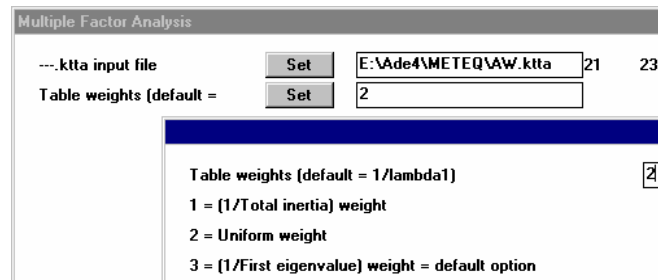 Multiple Factor Analysis
---.ktta input file Set E:\Ade4\METEQ\AW.ktta 21 23
Table weights (default = Set 2
Table weights (default = 1/lambda1) 2
1 = (1/Total inertia) weight
2 = Uniform weight
3 = (1/First eigenvalue) weight = default option